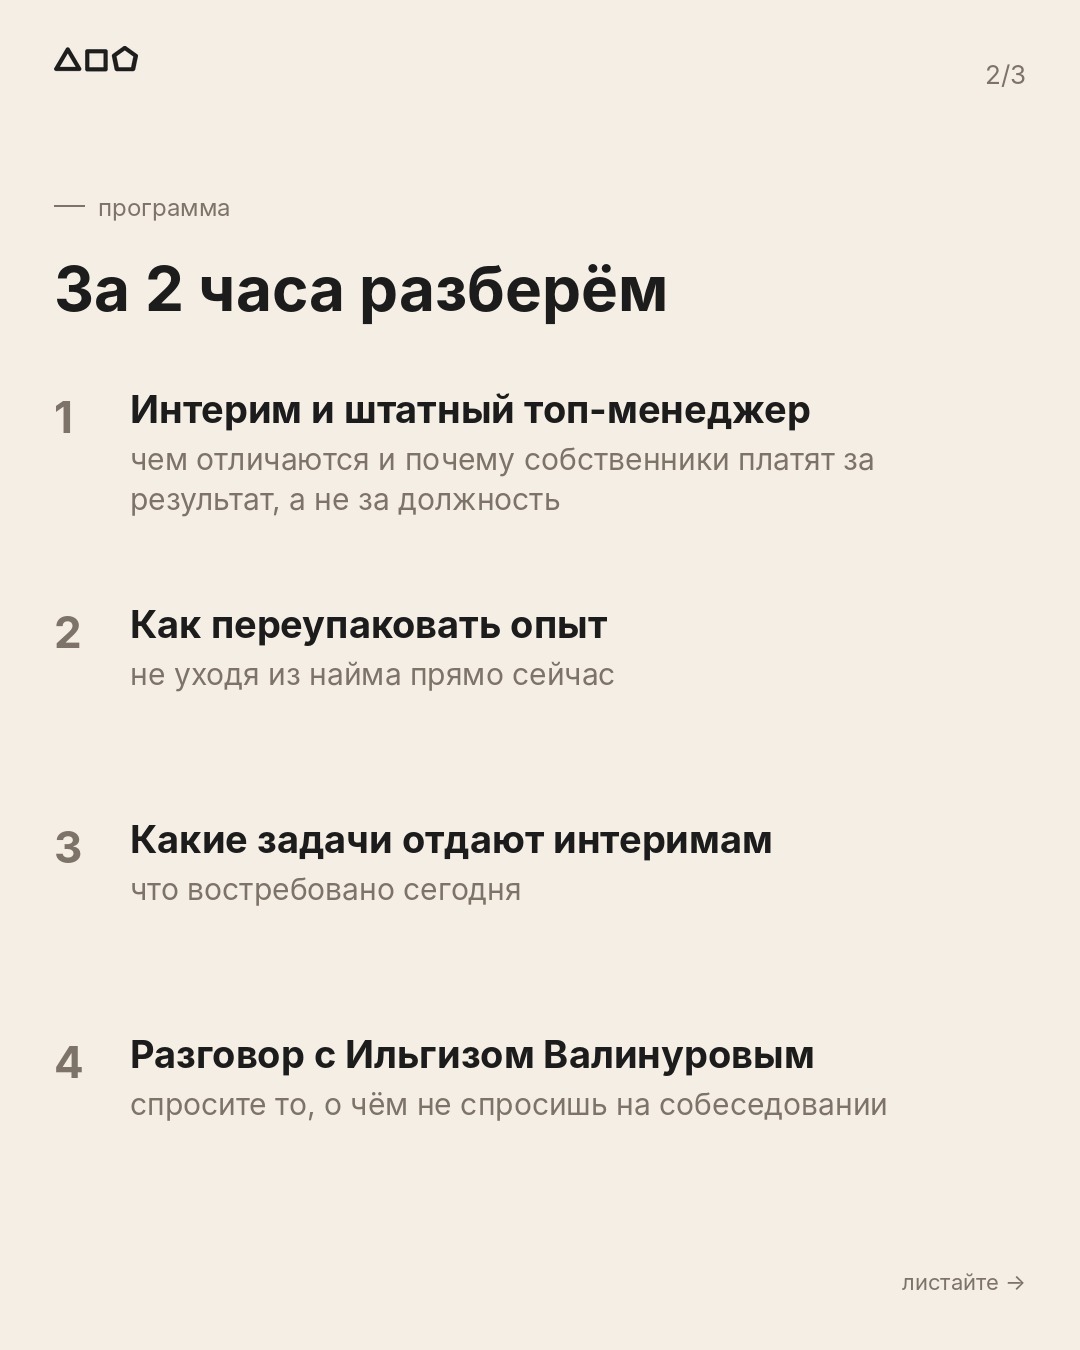 2/3
— программа
За 2 часа разберём
1 Интерим и штатный топ-менеджер
чем отличаются и почему собственники платят за
результат, а не за должность
2 Как переупаковать опыт
не уходя из найма прямо сейчас
3 Какие задачи отдают интеримам
что востребовано сегодня
4 Разговор с Ильгизом Валинуровым
спросите то, о чём не спросишь на собеседовании
листайте →